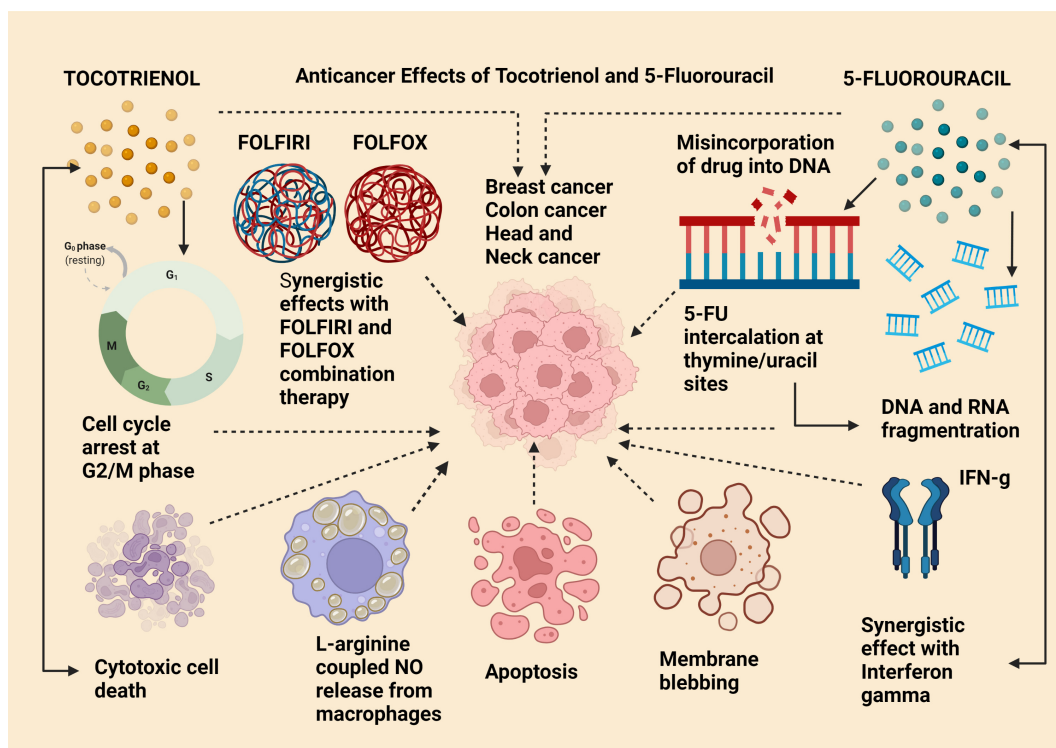 Anticancer Effects of Tocotrienol and 5-Fluorouracil
TOCOTRIENOL
5-FLUOROURACIL
FOLFIRI
FOLFOX
Synergistic
effects with
FOLFIRI and
FOLFOX
combination
therapy
Breast cancer
Colon cancer
Head and
Neck cancer
Misincorporation
of drug into DNA
5-FU
intercalation at
thymine/uracil
sites
DNA and RNA
fragmentration
G₀ phase
(resting)
G₁
S
G₂
M
Cell cycle
arrest at
G2/M phase
IFN-g
Cytotoxic cell
death
L-arginine
coupled NO
release from
macrophages
Apoptosis
Membrane
blebbing
Synergistic
effect with
Interferon
gamma